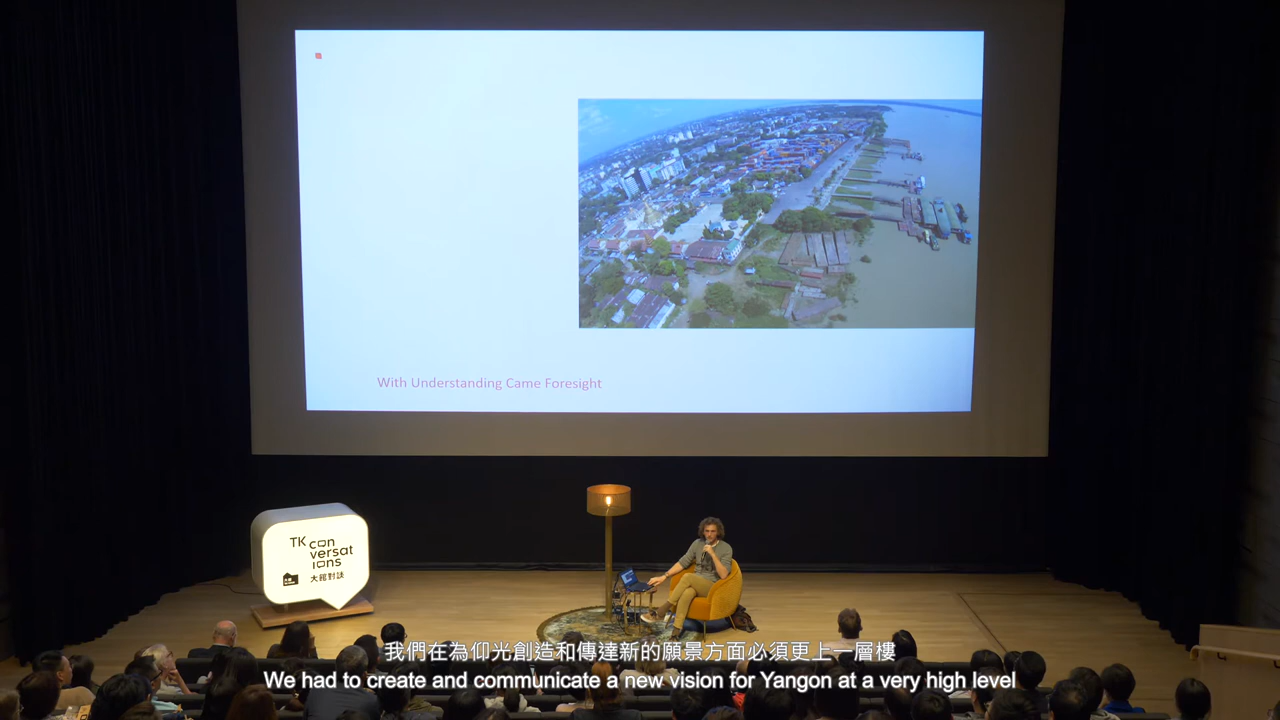 With Understanding Came Foresight
TK con
versat
ions
大館對談
我們在為仰光創造和傳達新的願景方面必須更上一層樓
We had to create and communicate a new vision for Yangon at a very high level